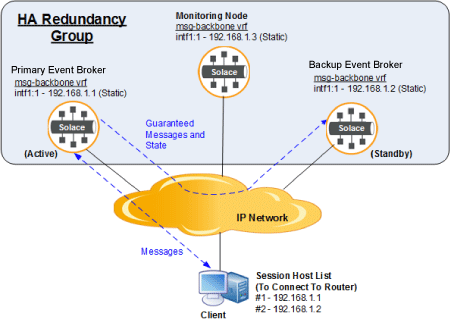 HA Redundancy
Group
Monitoring Node
msg-backbone vrf
intf1:1 - 192.168.1.3 (Static)
Solace
Primary Event Broker
msg-backbone vrf
intf1:1 - 192.168.1.1 (Static)
Solace
(Active)
Backup Event Broker
msg-backbone vrf
intf1:1 - 192.168.1.2 (Static)
Solace
(Standby)
Guaranteed
Messages and
State
IP Network
Messages
Session Host List
(To Connect To Router)
#1 - 192.168.1.1
#2 - 192.168.1.2
Client